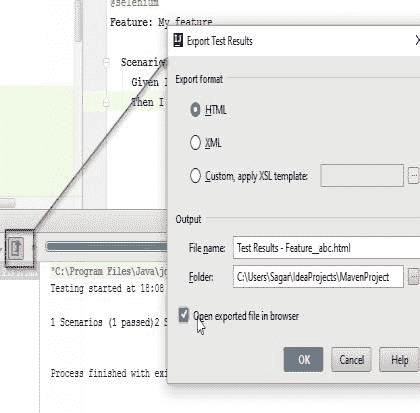 @selenium
Feature: My feature
Scenario
Given I
Then I
Export Test Results
Export format
HTML
XML
Custom, apply XSL template:
Output
File name: Test Results - Feature__abc.html
Folder: C:\Users\Sagar\IdeaProjects\MavenProject
Open exported file in browser
OK Cancel Help
"C:\Program Files\Java\jd
Testing started at 18:08
1 Scenarios (1 passed)2 S
Process finished with exi